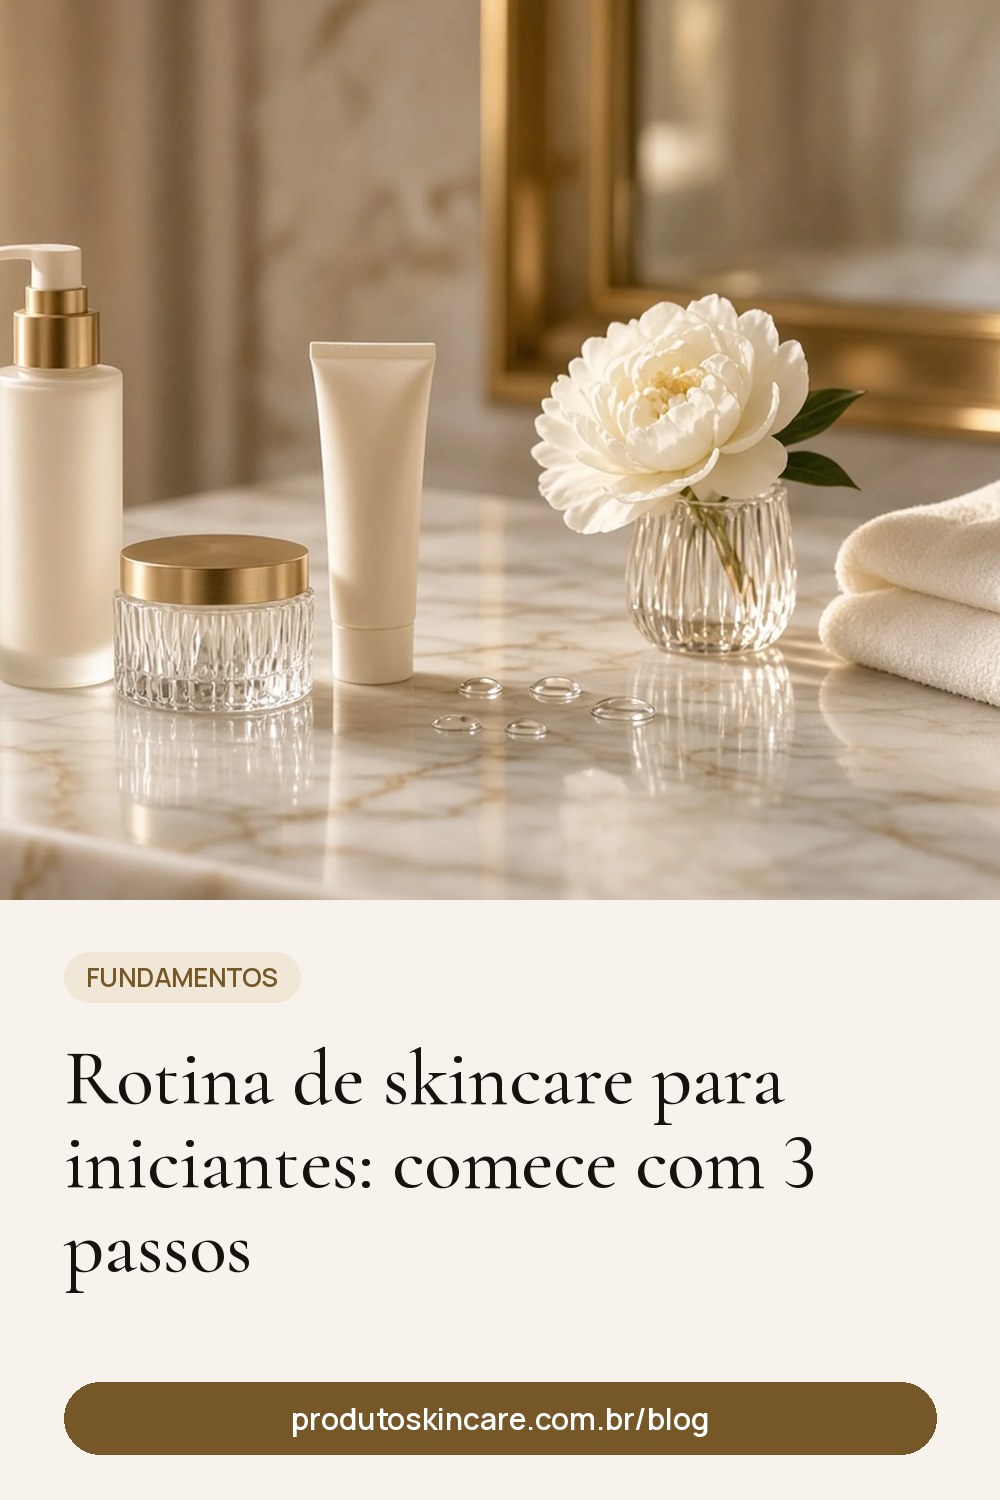 FUNDAMENTOS
Rotina de skincare para
iniciantes: comece com 3
passos
produtoskincare.com.br/blog